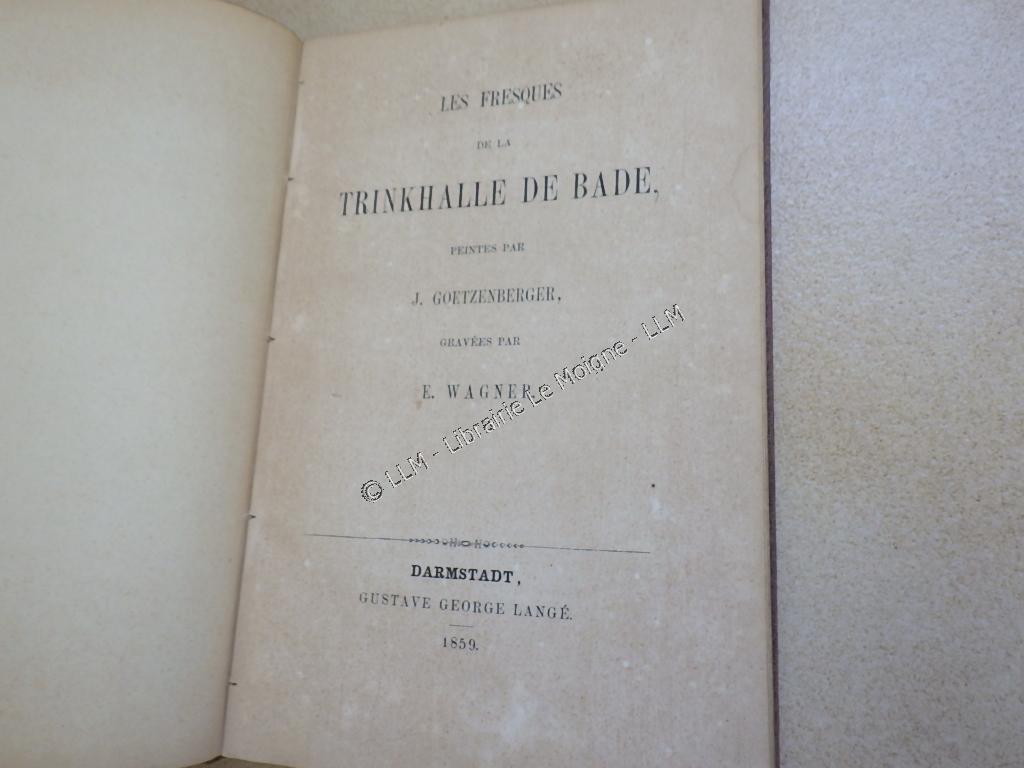 LES FRESQUES
DE LA
TRINKHALLE DE BADE,
PEINTES PAR
J. GOETZENBERGER,
GRAVÉES PAR
E. WAGNER.
© LLM - Librairie Le Moigne - LLM
DARMSTADT,
GUSTAVE GEORGE LANGÉ.
1859.